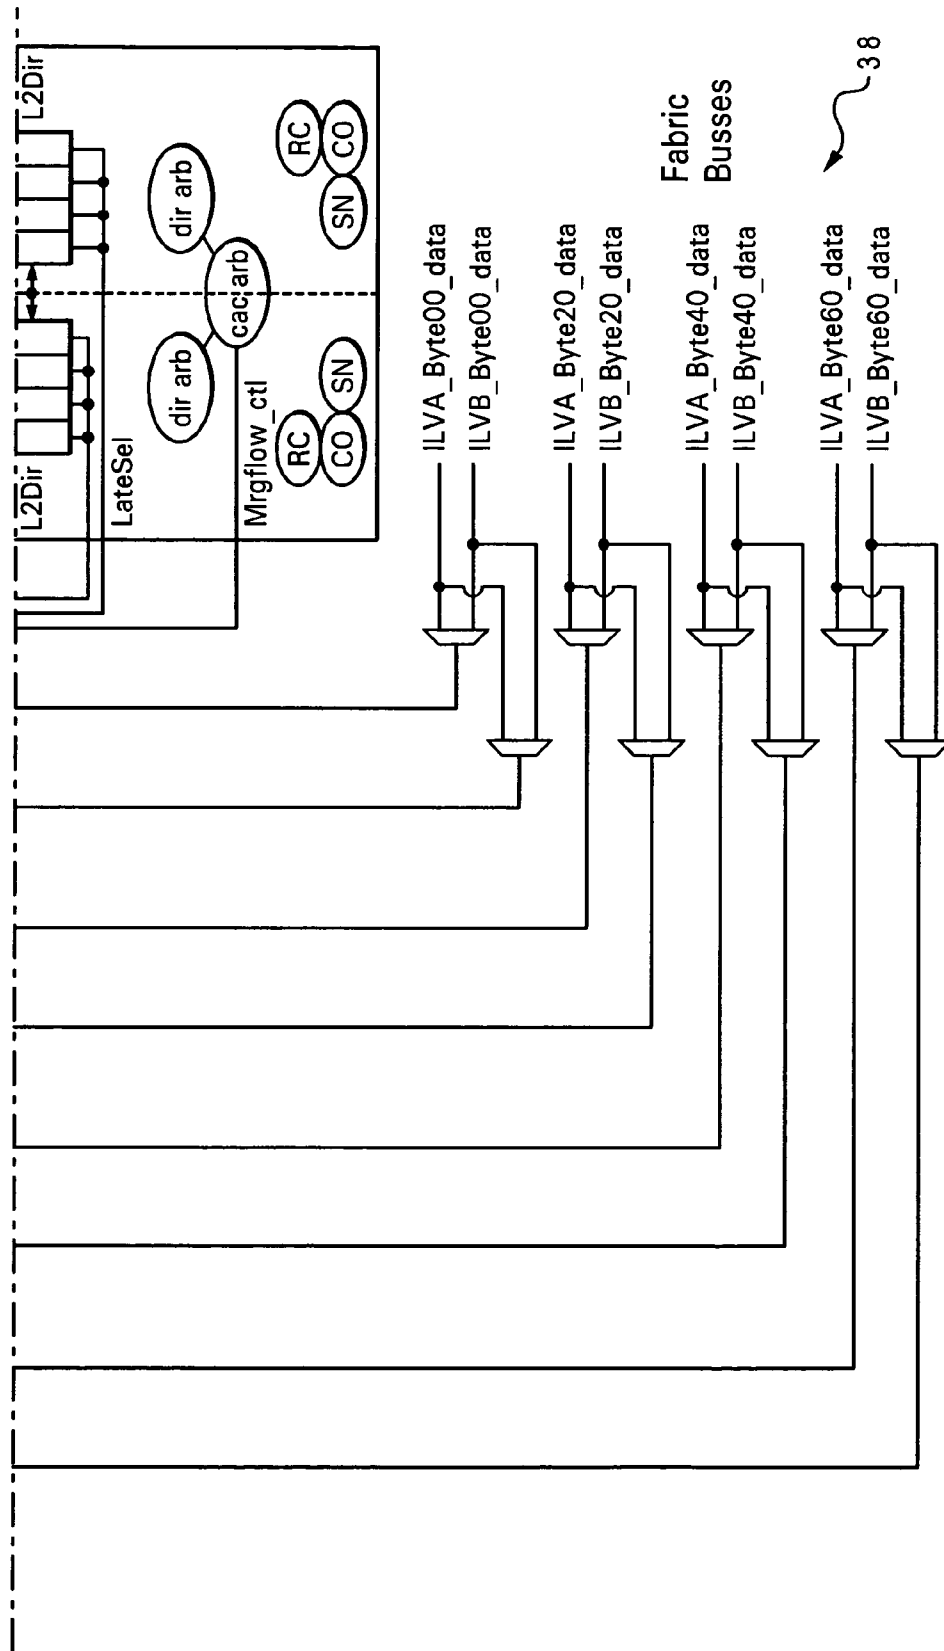 L2Dir
L2Dir
LateSel
dir arb
dir arb
cac arb
Mrgflow_ctl
RC
CO
SN
RC
CO
SN
ILVA_Byte00_data
ILVB_Byte00_data
ILVA_Byte20_data
ILVB_Byte20_data
ILVA_Byte40_data
ILVB_Byte40_data
ILVA_Byte60_data
ILVB_Byte60_data
Fabric
Busses
38